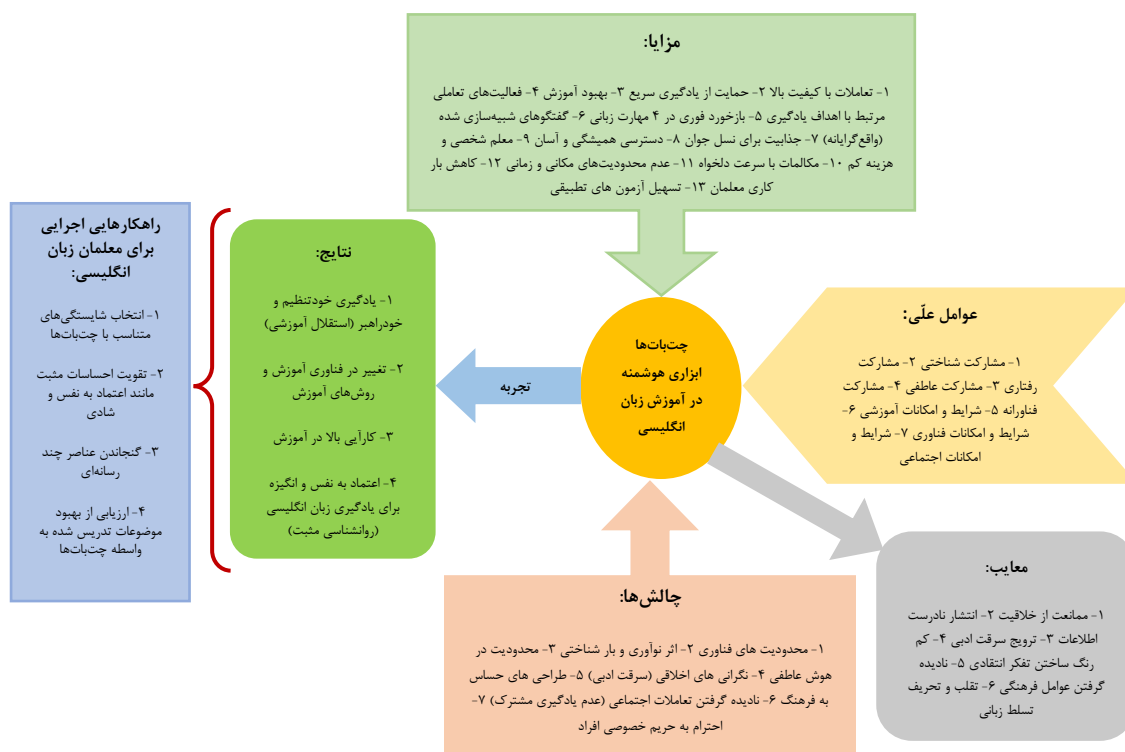 مزایا:
۱- تعاملات با کیفیت بالا ۲- حمایت از یادگیری سریع ۳- بهبود آموزش ۴- فعالیت‌های تعاملی
مرتبط با اهداف یادگیری ۵- بازخورد فوری در ۴ مهارت زبانی ۶- گفتگوهای شبیه‌سازی شده
(واقع‌گرایانه) ۷- جذابیت برای نسل جوان ۸- دسترسی همیشگی و آسان ۹- معلم شخصی و
هزینه کم ۱۰- مکالمات با سرعت دلخواه ۱۱- عدم محدودیت‌های مکانی و زمانی ۱۲- کاهش بار
کاری معلمان ۱۳- تسهیل آزمون های تطبیقی
عوامل علّی:
۱- مشارکت شناختی ۲- مشارکت
رفتاری ۳- مشارکت عاطفی ۴- مشارکت
فناورانه ۵- شرایط و امکانات آموزشی ۶-
شرایط و امکانات فناوری ۷- شرایط و
امکانات اجتماعی
چت‌بات‌ها
ابزاری هوشمنه
در آموزش زبان
انگلیسی
تجربه
نتایج:
۱- یادگیری خودتنظیم و
خودراهبر (استقلال آموزشی)
۲- تغییر در فناوری آموزش و
روش‌های آموزش
۳- کارآیی بالا در آموزش
۴- اعتماد به نفس و انگیزه
برای یادگیری زبان انگلیسی
(روانشناسی مثبت)
راهکارهایی اجرایی
برای معلمان زبان
انگلیسی:
۱- انتخاب شایستگی‌های
متناسب با چت‌بات‌ها
۲- تقویت احساسات مثبت
مانند اعتماد به نفس و
شادی
۳- گنجاندن عناصر چند
رسانه‌ای
۴- ارزیابی از بهبود
موضوعات تدریس شده به
واسطه چت‌بات‌ها
معایب:
۱- ممانعت از خلاقیت ۲- انتشار نادرست
اطلاعات ۳- ترویج سرقت ادبی ۴- کم
رنگ ساختن تفکر انتقادی ۵- نادیده
گرفتن عوامل فرهنگی ۶- تقلب و تحریف
تسلط زبانی
چالش‌ها:
۱- محدودیت های فناوری ۲- اثر نوآوری و بار شناختی ۳- محدودیت در
هوش عاطفی ۴- نگرانی های اخلاقی (سرقت ادبی) ۵- طراحی های حساس
به فرهنگ ۶- نادیده گرفتن تعاملات اجتماعی (عدم یادگیری مشترک) ۷-
احترام به حریم خصوصی افراد